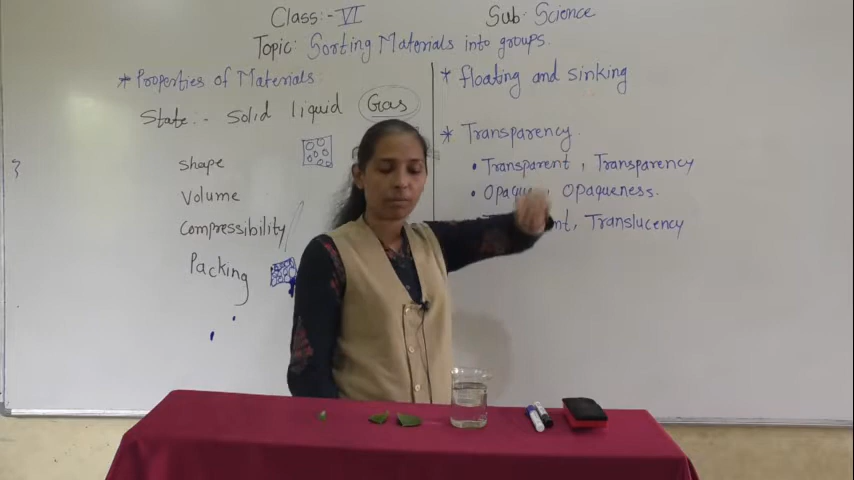 Class:- VI
Sub: Science
Topic: Sorting Materials into groups.
* Properties of Materials
State:- Solid liquid Gas
Shape
Volume
Compressibility
Packing
* Floating and sinking
* Transparency.
• Transparent, Transparency
• Opaque, Opaqueness.
Translucency